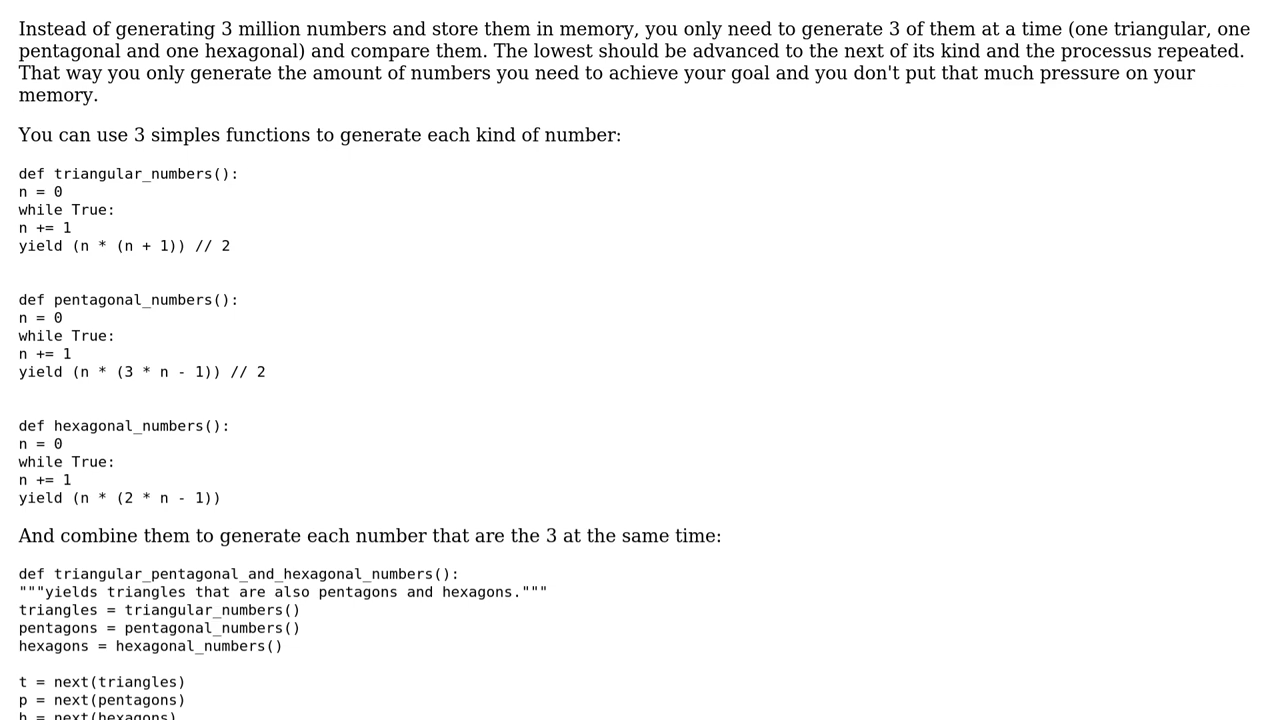 Instead of generating 3 million numbers and store them in memory, you only need to generate 3 of them at a time (one triangular, one
pentagonal and one hexagonal) and compare them. The lowest should be advanced to the next of its kind and the processus repeated.
That way you only generate the amount of numbers you need to achieve your goal and you don't put that much pressure on your
memory.
You can use 3 simples functions to generate each kind of number:
def triangular_numbers():
n = 0
while True:
n += 1
yield (n * (n + 1)) // 2
def pentagonal_numbers():
n = 0
while True:
n += 1
yield (n * (3 * n - 1)) // 2
def hexagonal_numbers():
n = 0
while True:
n += 1
yield (n * (2 * n - 1))
And combine them to generate each number that are the 3 at the same time:
def triangular_pentagonal_and_hexagonal_numbers():
"""yields triangles that are also pentagons and hexagons."""
triangles = triangular_numbers()
pentagons = pentagonal_numbers()
hexagons = hexagonal_numbers()
t = next(triangles)
p = next(pentagons)
h = next(hexagons)